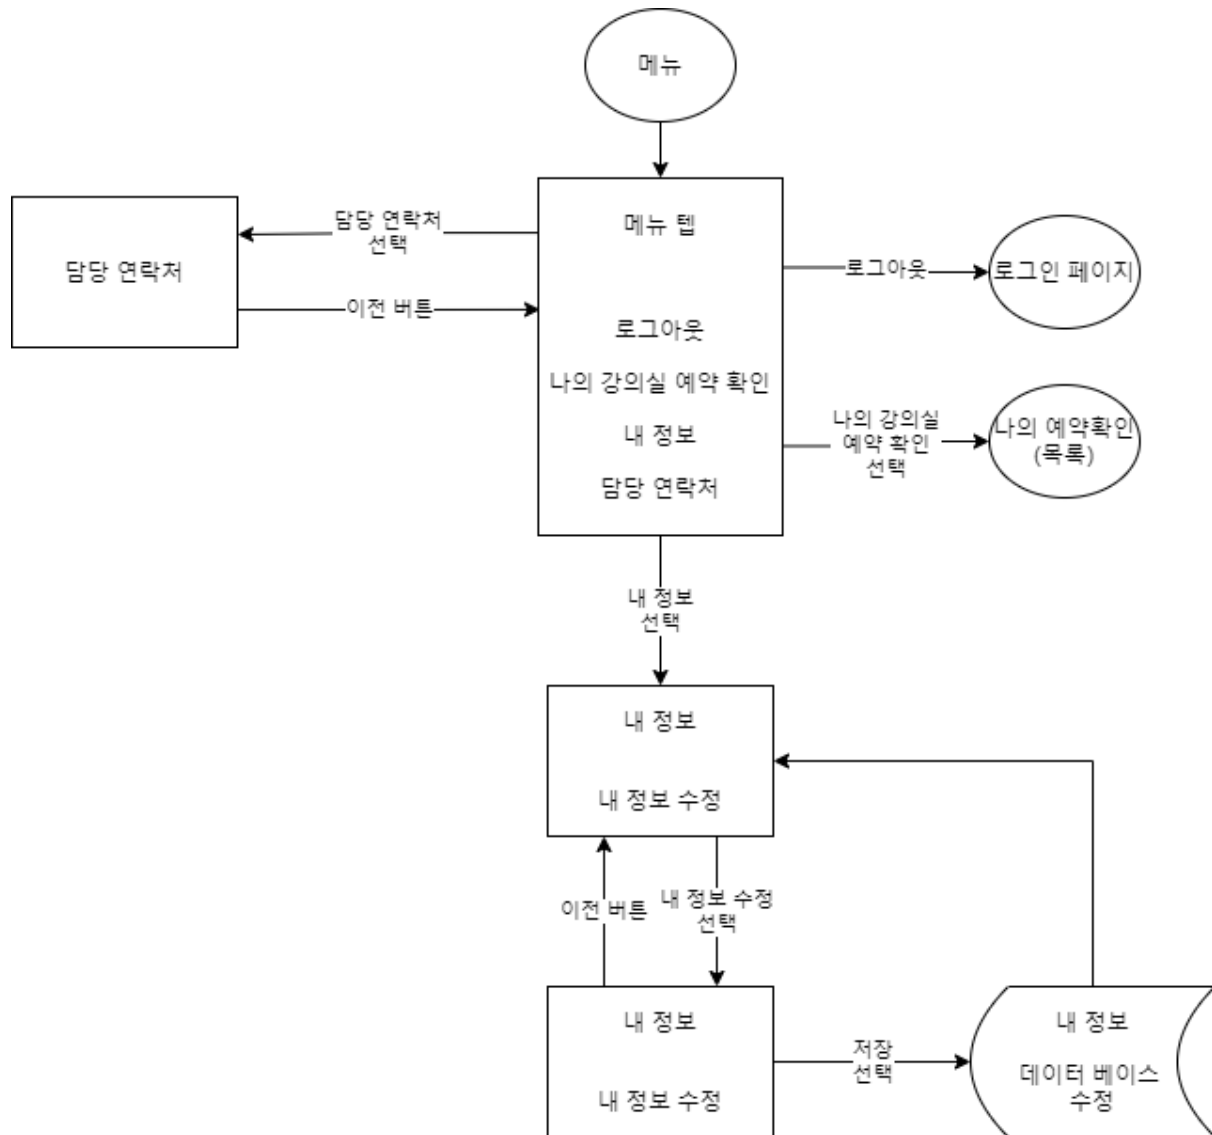 메뉴
메뉴 텝
로그아웃
나의 강의실 예약 확인
내 정보
담당 연락처
담당 연락처
선택
담당 연락처
이전 버튼
로그아웃
로그인 페이지
나의 강의실
예약 확인
선택
나의 예약확인
(목록)
내 정보
선택
내 정보
내 정보 수정
이전 버튼
내 정보 수정
선택
내 정보
내 정보 수정
저장
선택
내 정보
데이터 베이스
수정